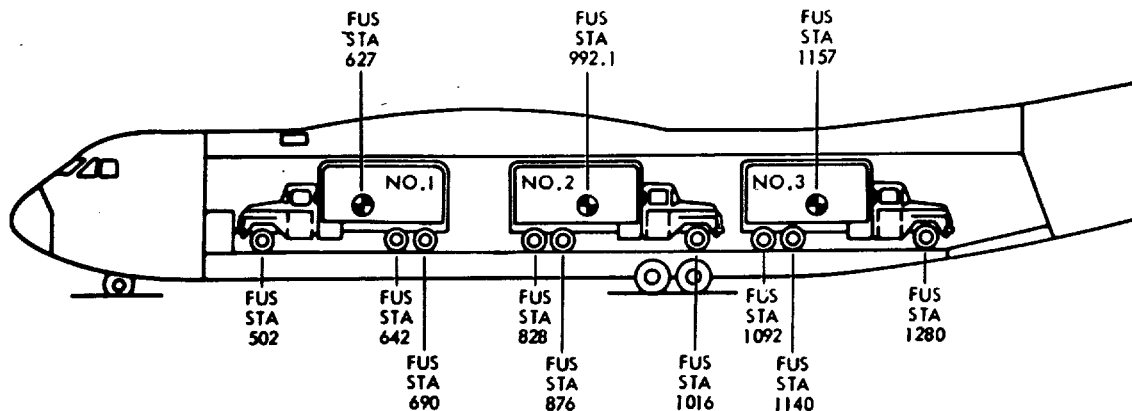 FUS
STA
627
FUS
STA
992.1
FUS
STA
1157
NO.1
NO.2
NO.3
FUS
STA
502
FUS
STA
642
FUS
STA
690
FUS
STA
828
FUS
STA
876
FUS
STA
1016
FUS
STA
1092
FUS
STA
1140
FUS
STA
1280